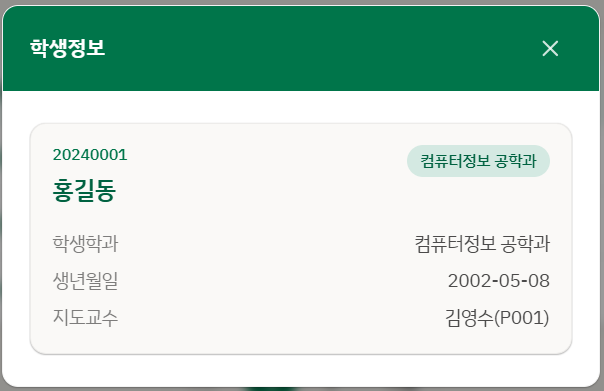 학생정보
20240001
컴퓨터정보 공학과
홍길동
학생학과 컴퓨터정보 공학과
생년월일 2002-05-08
지도교수 김영수(P001)